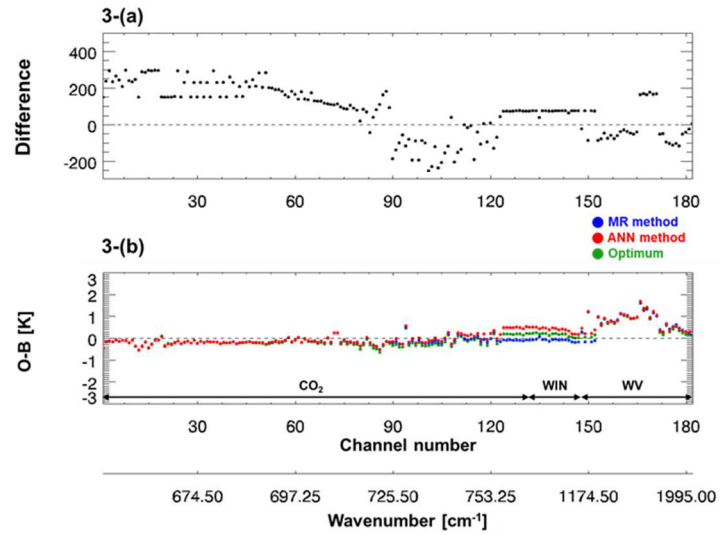 3-(a)
400
200
0
-200
Difference
30 60 90 120 150 180
MR method
ANN method
Optimum
3-(b)
3
2
1
0
-1
-2
-3
O-B [K]
CO₂ WIN WV
30 60 90 120 150 180
Channel number
674.50 697.25 725.50 753.25 1174.50 1995.00
Wavenumber [cm⁻¹]